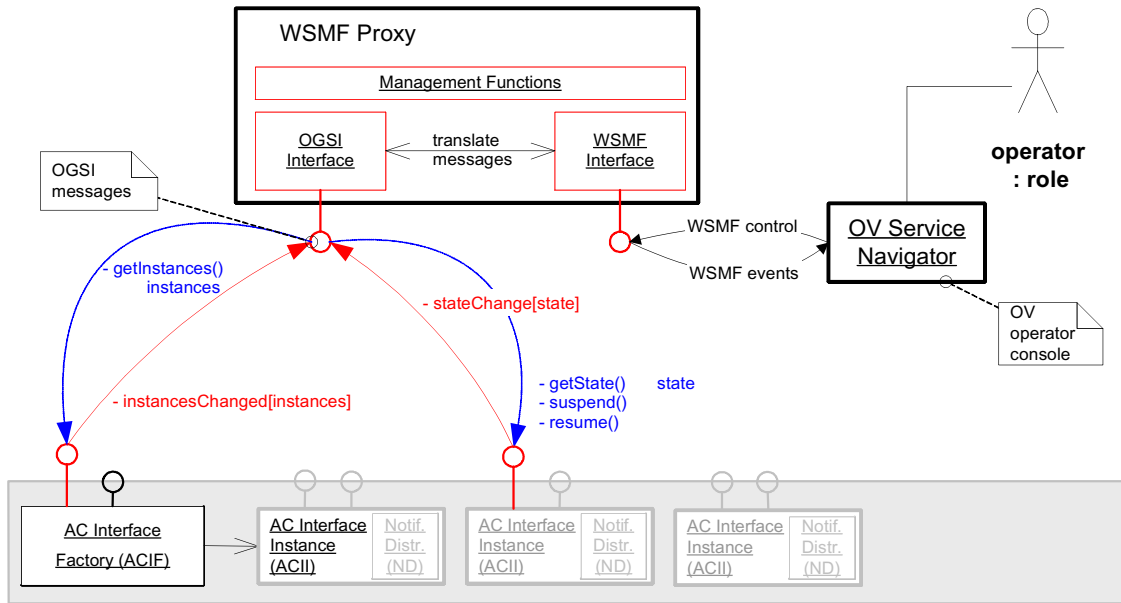 WSMF Proxy
Management Functions
OGSI
Interface
translate
messages
WSMF
Interface
operator
: role
OGSI
messages
WSMF control
WSMF events
OV Service
Navigator
OV
operator
console
- getInstances()
instances
- stateChange[state]
- instancesChanged[instances]
- getState() state
- suspend()
- resume()
AC Interface
Factory (ACIF)
AC Interface
Instance
(ACII)
Notif.
Distr.
(ND)
AC Interface
Instance
(ACII)
Notif.
Distr.
(ND)
AC Interface
Instance
(ACII)
Notif.
Distr.
(ND)